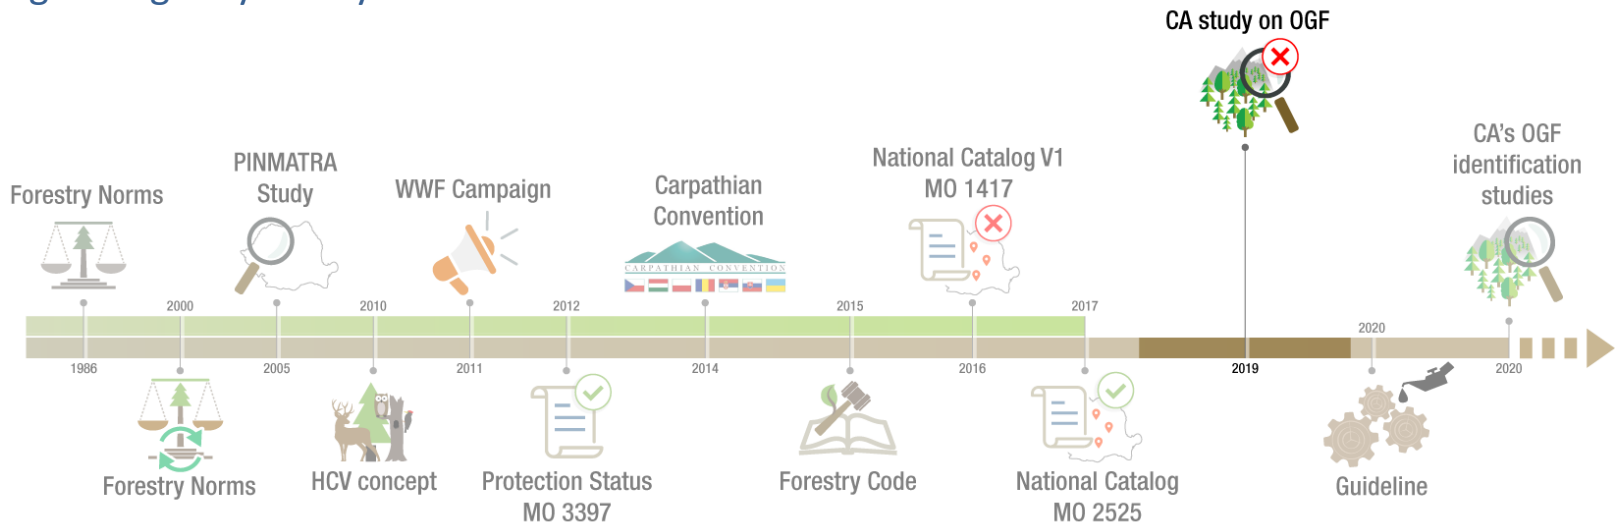 CA study on OGF
CA's OGF
identification
studies
National Catalog V1
MO 1417
PINMATRA
Study
Forestry Norms
WWF Campaign
Carpathian
Convention
CARPATHIAN CONVENTION
2000
2010
2012
2015
2017
2020
1986
2005
2011
2014
2016
2019
2020
Forestry Norms
HCV concept
Protection Status
MO 3397
Forestry Code
National Catalog
MO 2525
Guideline